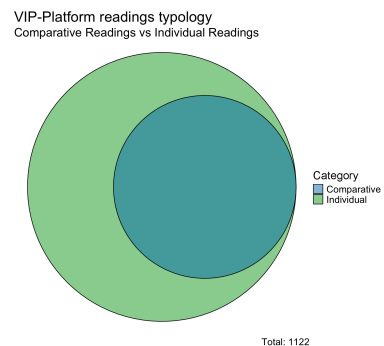 VIP-Platform readings typology
Comparative Readings vs Individual Readings
Category
Comparative
Individual
Total: 1122